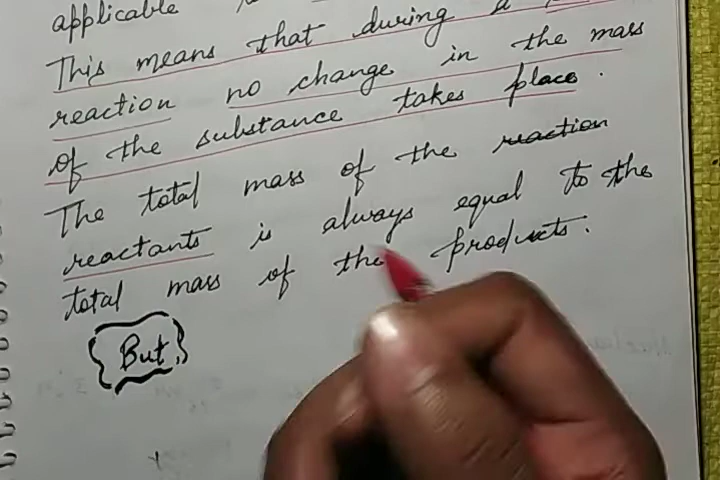 applicable
This means that during a
reaction no change in the mass
of the substance takes place.
The total mass of the reaction
reactants is always equal to the
total mass of the products.
But,